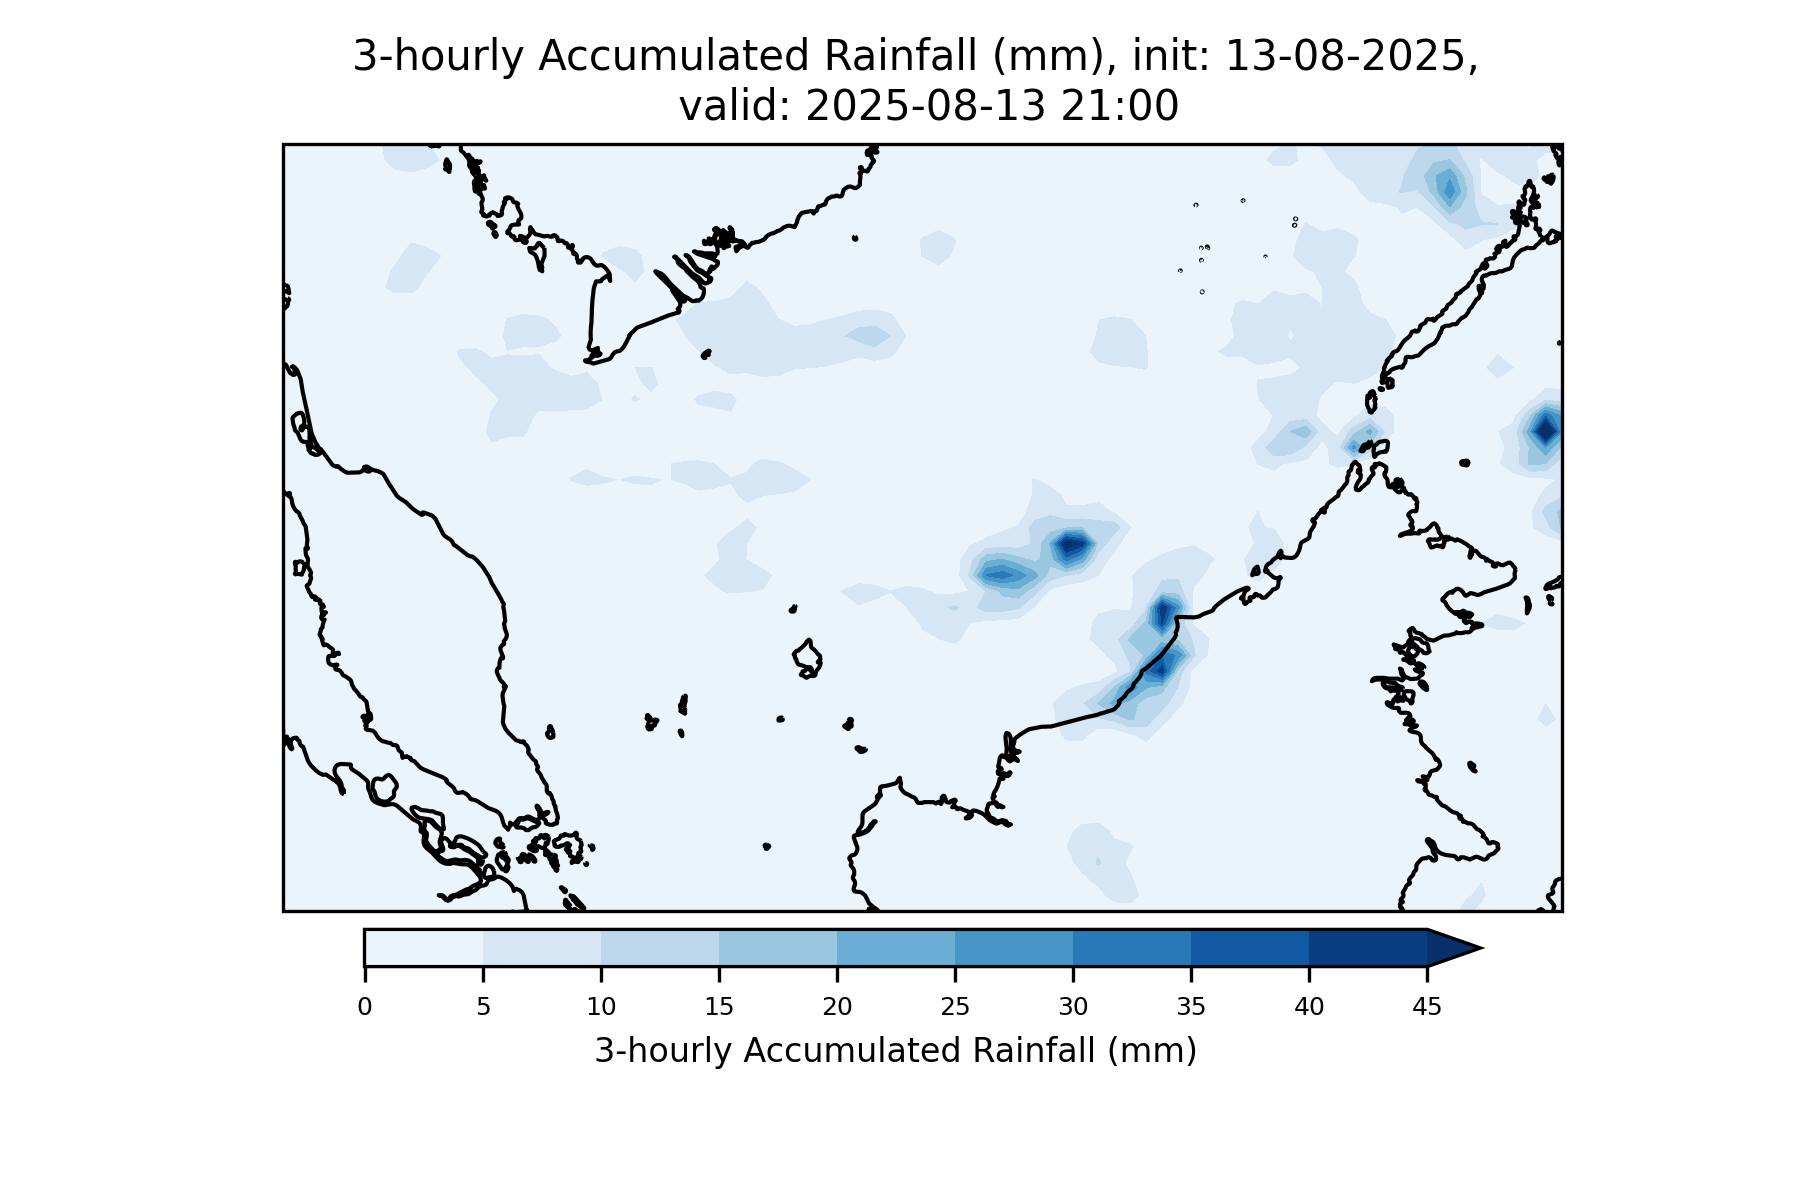 3-hourly Accumulated Rainfall (mm), init: 13-08-2025,
valid: 2025-08-13 21:00
0 5 10 15 20 25 30 35 40 45
3-hourly Accumulated Rainfall (mm)